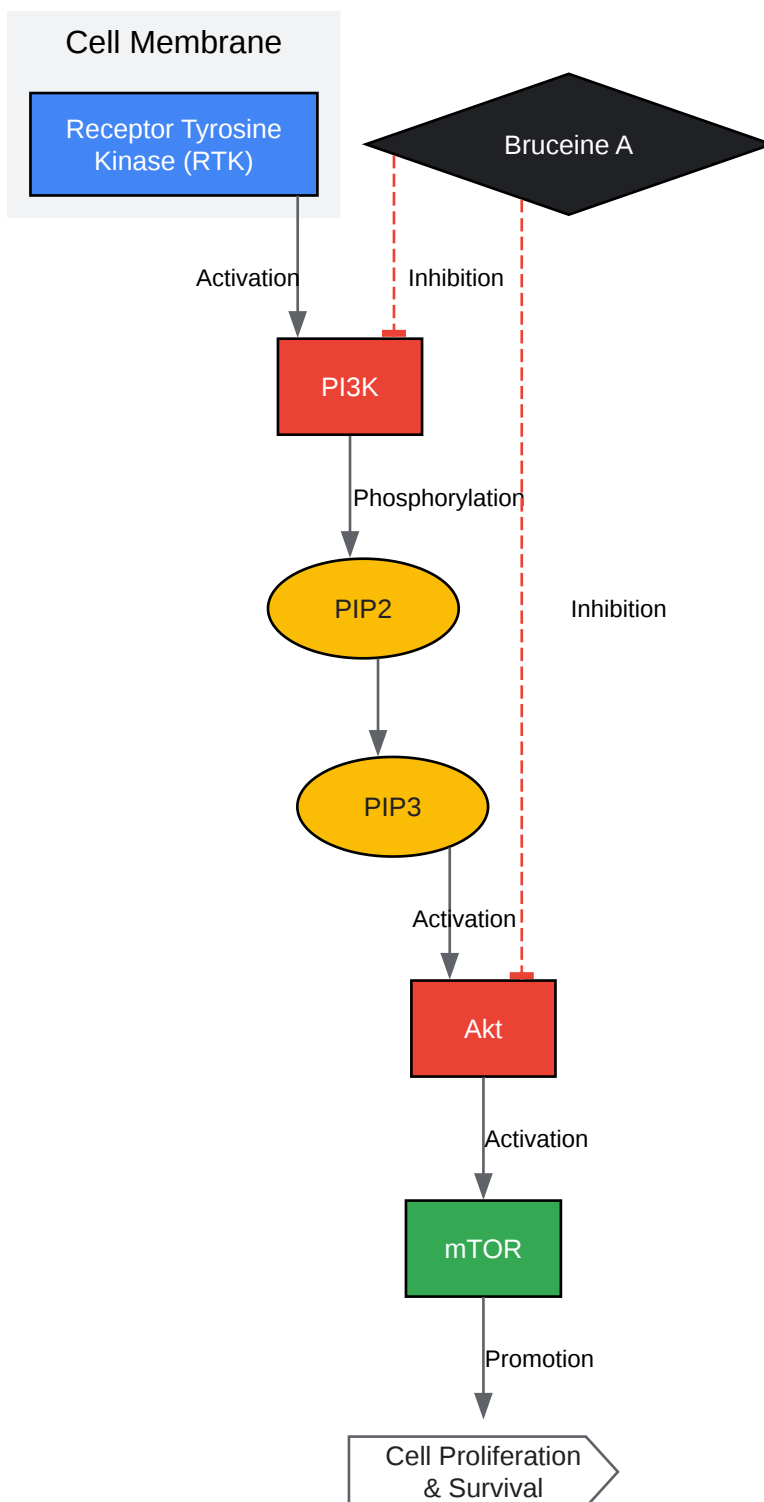 Cell Membrane
Receptor Tyrosine
Kinase (RTK)
Bruceine A
Activation
Inhibition
PI3K
Phosphorylation
PIP2
Inhibition
PIP3
Activation
Akt
Activation
mTOR
Promotion
Cell Proliferation
& Survival